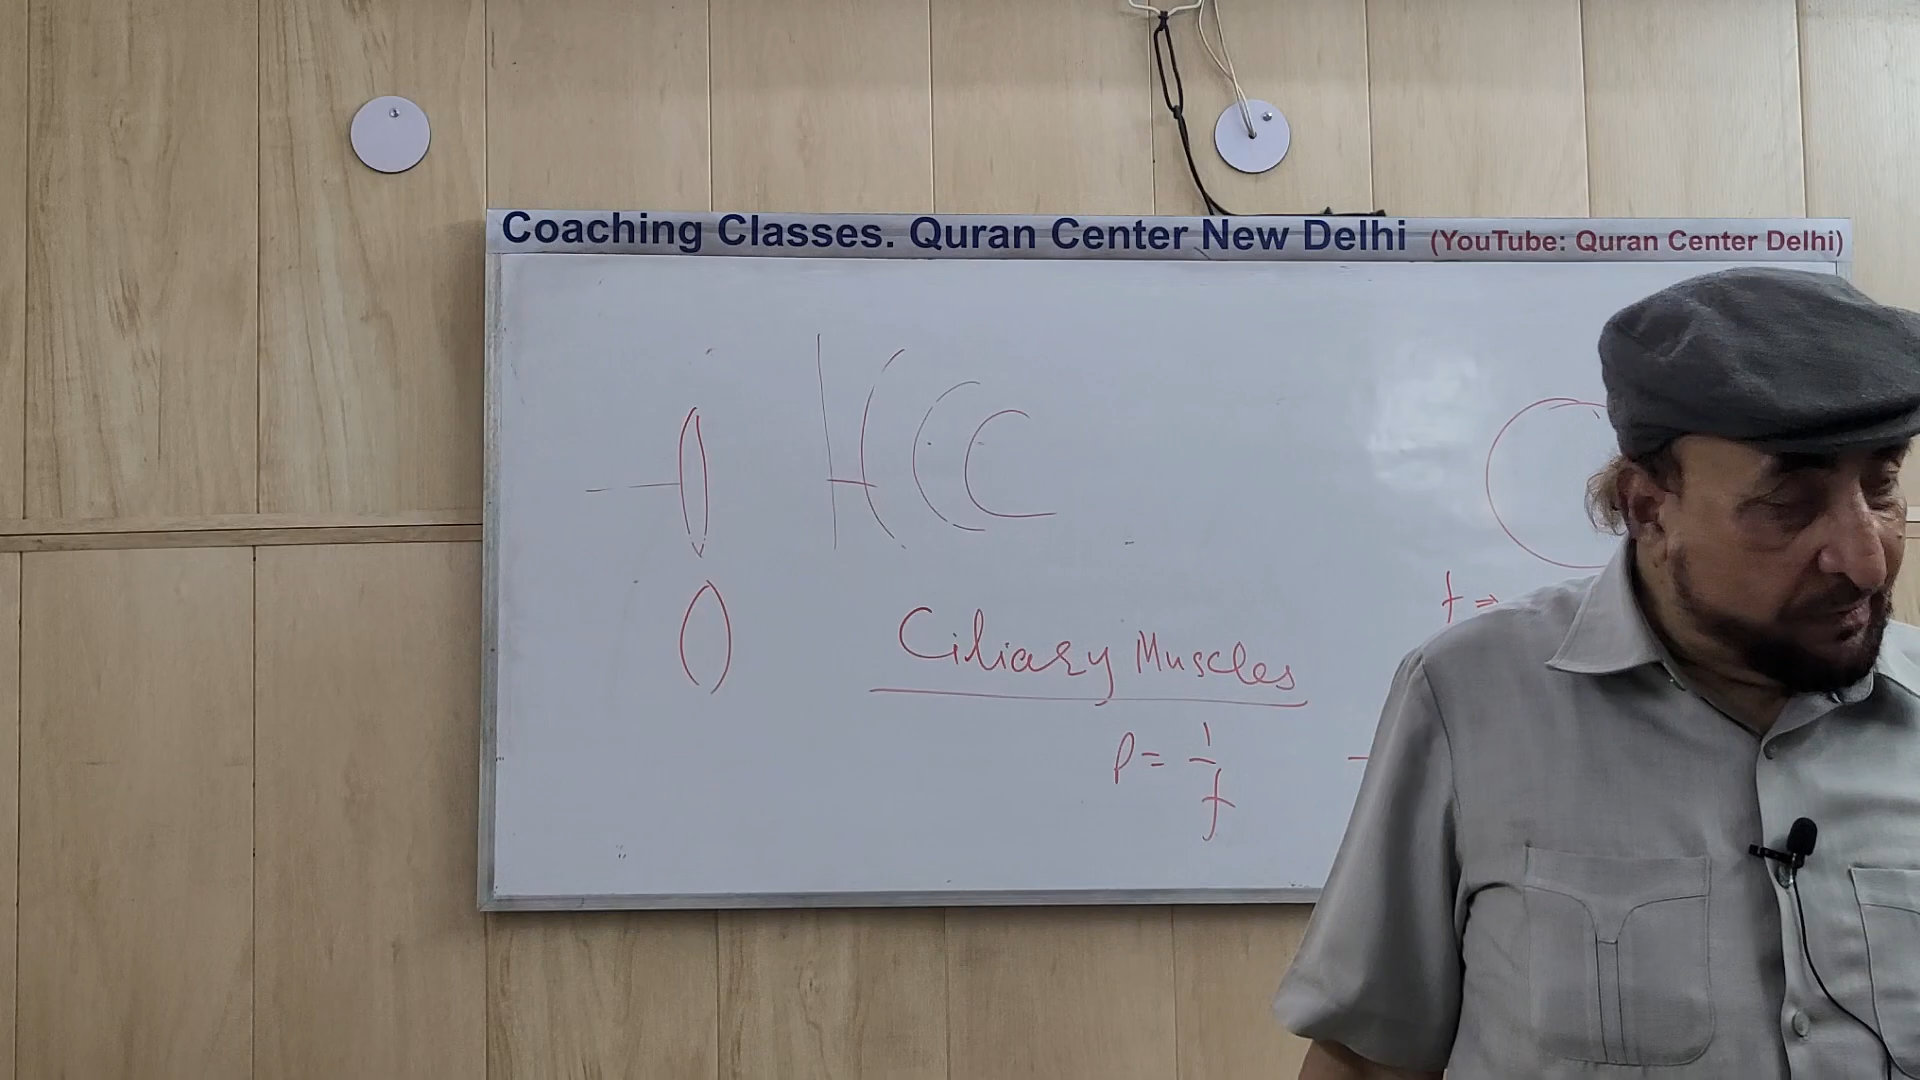 Coaching Classes. Quran Center New Delhi (YouTube: Quran Center Delhi)
Ciliary Muscles
f ⇒
P = 1/f